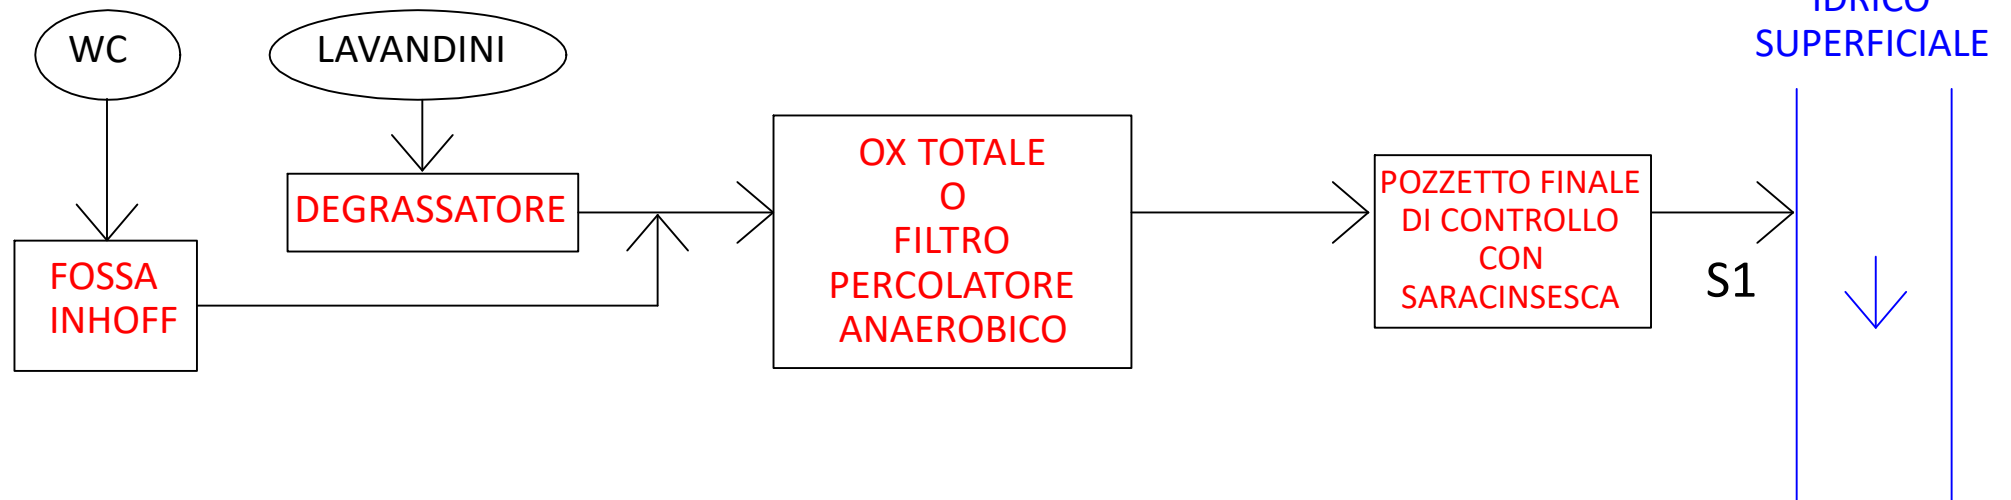 WC
LAVANDINI
IDRICO
SUPERFICIALE
DEGRASSATORE
FOSSA
INHOFF
OX TOTALE
O
FILTRO
PERCOLATORE
ANAEROBICO
POZZETTO FINALE
DI CONTROLLO
CON
SARACINSESCA
S1